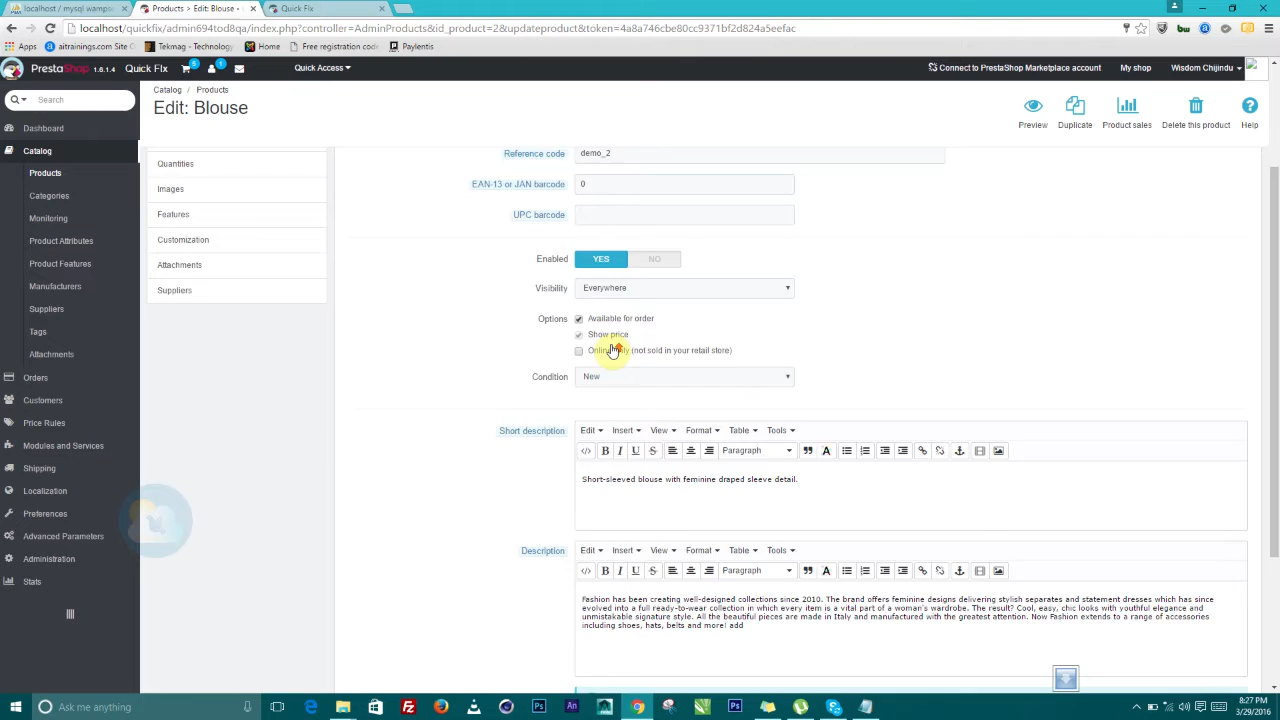 localhost / mysql wampse
Products > Edit: Blouse -
Quick Fix
localhost/quickfix/admin694tod8qa/index.php?controller=AdminProducts&id_product=2&updateproduct&token=4a8a746cbe80cc9371bf2d824a5eefac
Apps
aitrainings.com Site
Tekmag - Technology
Home
Free registration code
Paylentis
PRESTASHOP 1.6.1.4
Quick FIx
5
1
Quick Access
Connect to PrestaShop Marketplace account
My shop
Wisdom Chijindu
Search
Catalog / Products
Edit: Blouse
Preview
Duplicate
Product sales
Delete this product
Help
Dashboard
Catalog
Products
Categories
Monitoring
Product Attributes
Product Features
Manufacturers
Suppliers
Tags
Attachments
Orders
Customers
Price Rules
Modules and Services
Shipping
Localization
Preferences
Advanced Parameters
Administration
Stats
Quantities
Images
Features
Customization
Attachments
Suppliers
Reference code
demo_2
EAN-13 or JAN barcode
0
UPC barcode
Enabled
YES
NO
Visibility
Everywhere
Options
Available for order
Show price
(not sold in your retail store)
Condition
New
Short description
Edit Insert View Format Table Tools
Paragraph
Short-sleeved blouse with feminine draped sleeve detail.
Description
Edit Insert View Format Table Tools
Paragraph
Fashion has been creating well-designed collections since 2010. The brand offers feminine designs delivering stylish separates and statement dresses which has since
evolved into a full ready-to-wear collection in which every item is a vital part of a woman's wardrobe. The result? Cool, easy, chic looks with youthful elegance and
unmistakable signature style. All the beautiful pieces are made in Italy and manufactured with the greatest attention. Now Fashion extends to a range of accessories
including shoes, hats, belts and more! add
Ask me anything
8:27 PM
3/29/2016